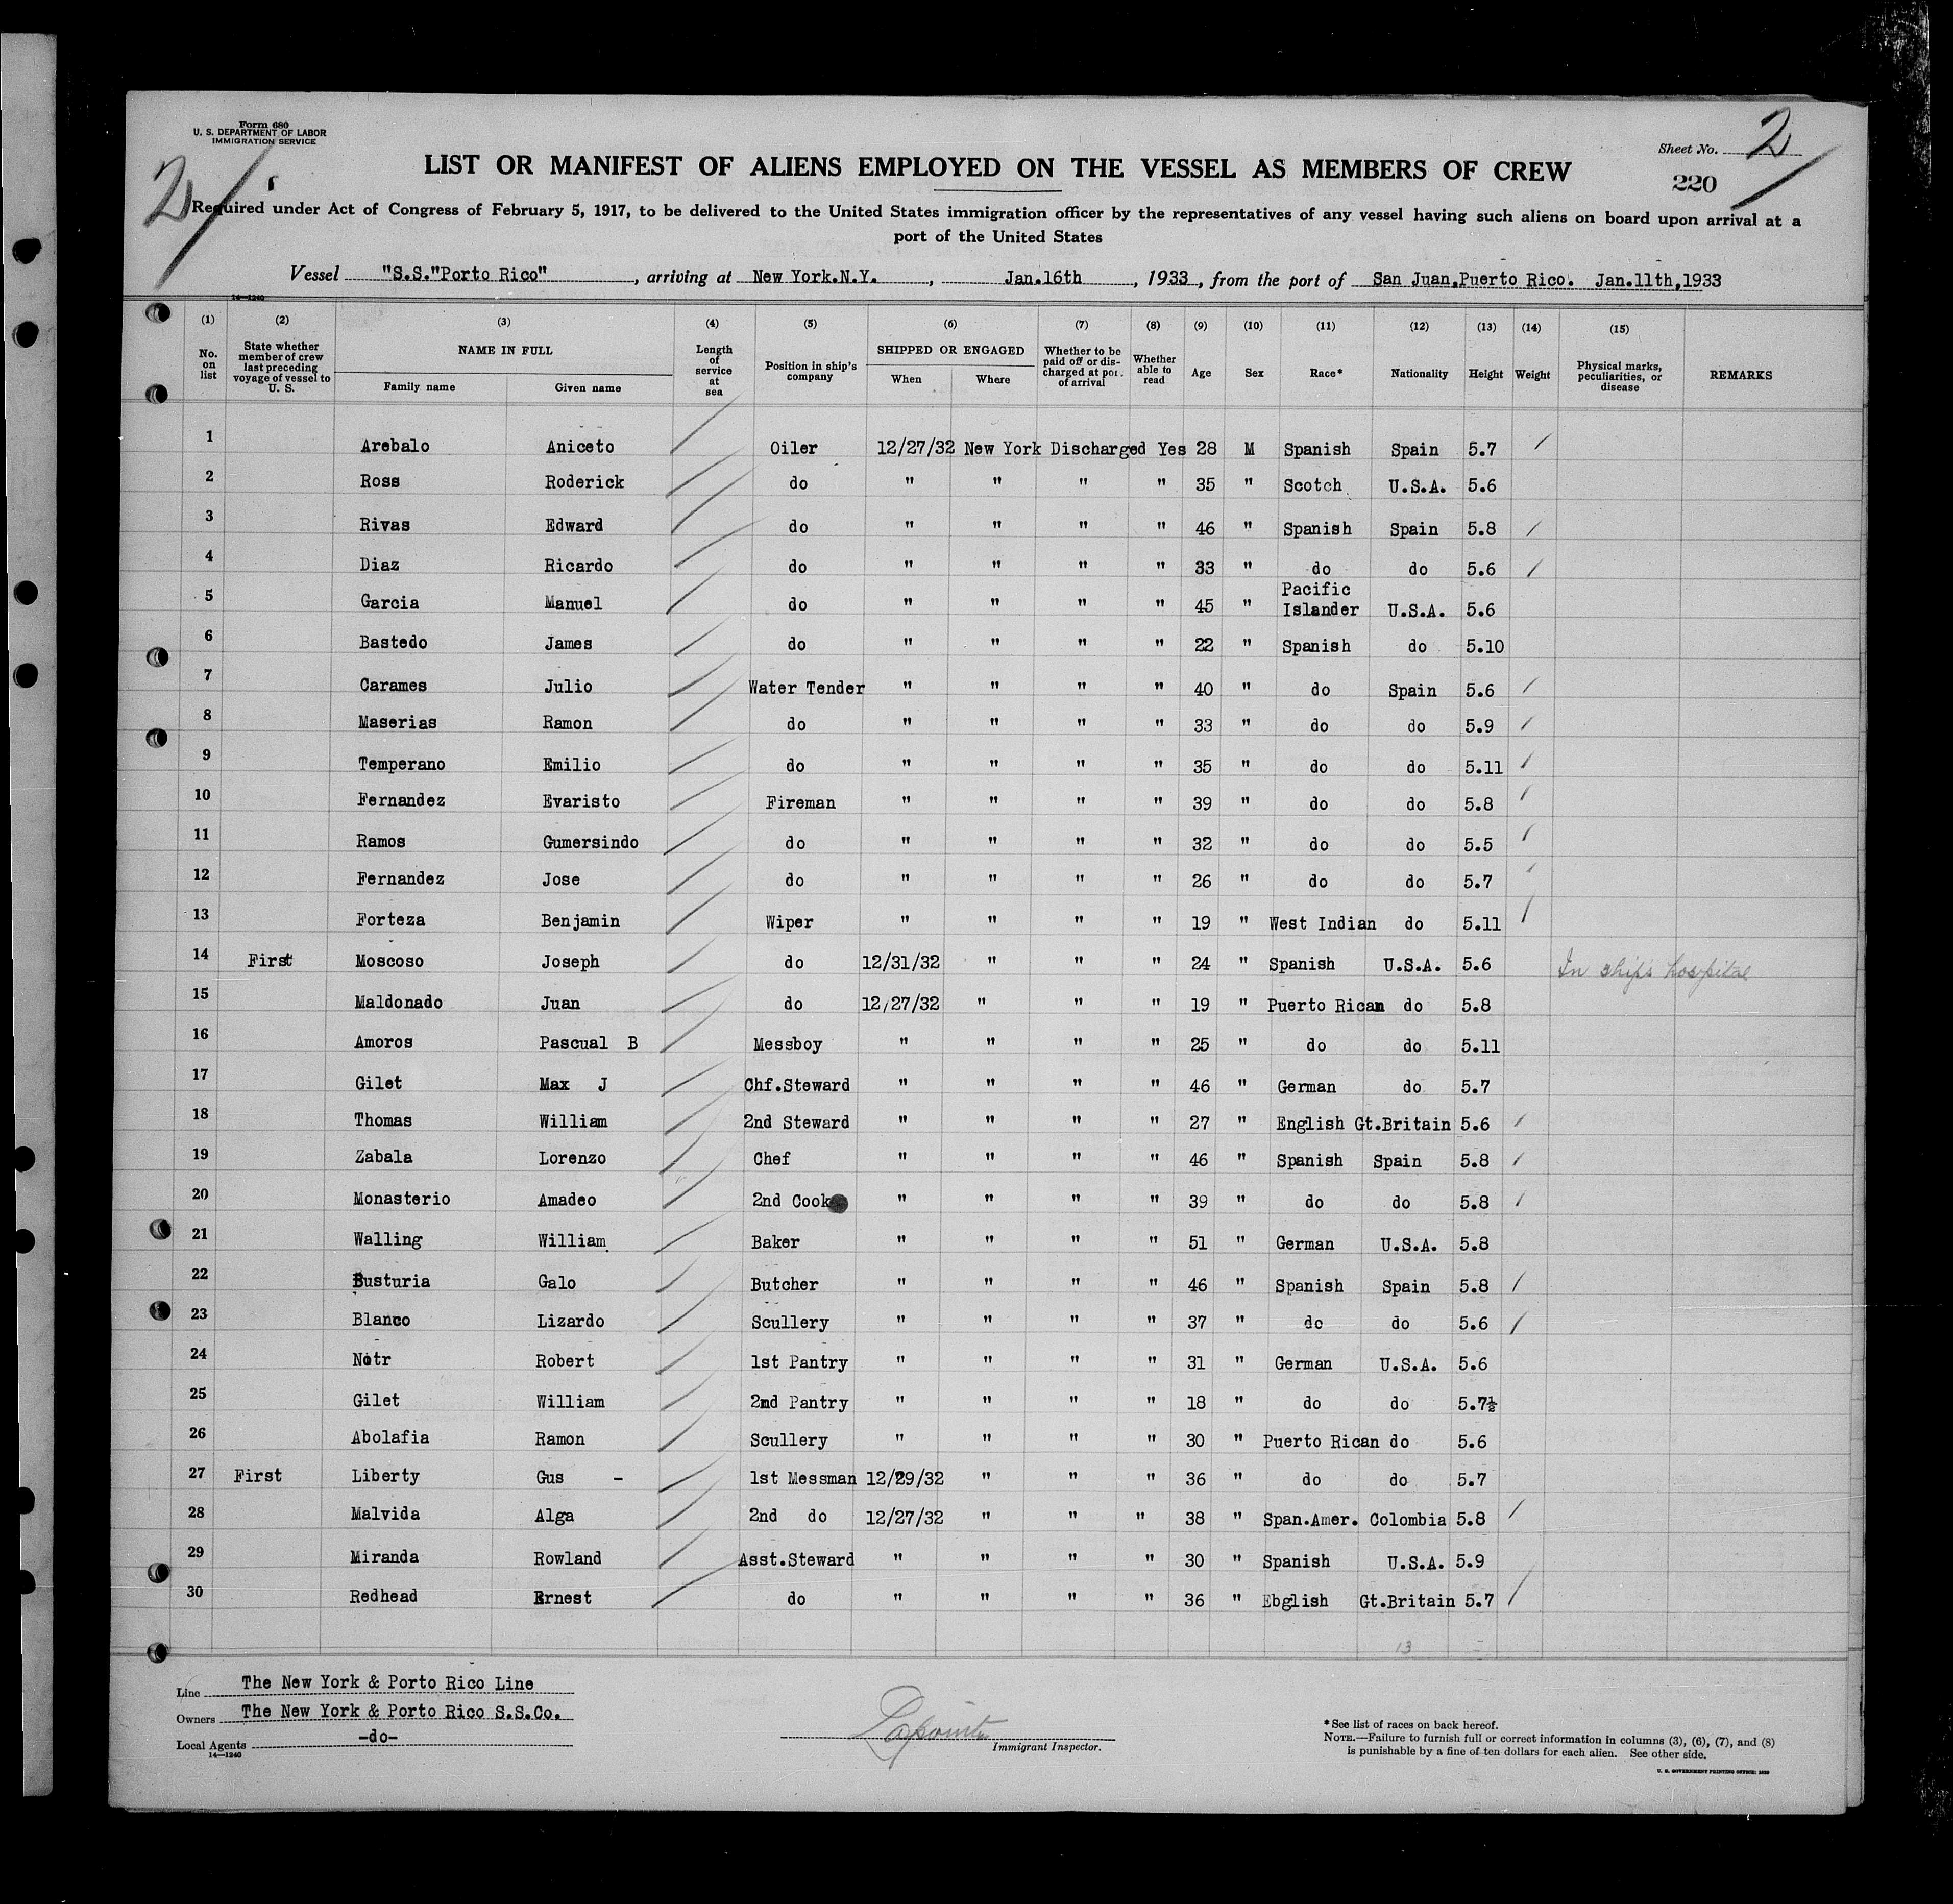 Form 680
U. S. DEPARTMENT OF LABOR
IMMIGRATION SERVICE
2
Sheet No. 2
220
LIST OR MANIFEST OF ALIENS EMPLOYED ON THE VESSEL AS MEMBERS OF CREW
Required under Act of Congress of February 5, 1917, to be delivered to the United States immigration officer by the representatives of any vessel having such aliens on board upon arrival at a
port of the United States
Vessel "S.S."Porto Rico", arriving at New York.N.Y., Jan.16th, 1933, from the port of San Juan,Puerto Rico. Jan.11th,1933
14—1240
(1) (2) (3) (4) (5) (6) (7) (8) (9) (10) (11) (12) (13) (14) (15)
No. on list | State whether member of crew last preceding voyage of vessel to U. S. | NAME IN FULL Family name Given name | Length of service at sea | Position in ship's company | SHIPPED OR ENGAGED When Where | Whether to be paid off or discharged at port of arrival | Whether able to read | Age | Sex | Race* | Nationality | Height | Weight | Physical marks, peculiarities, or disease | REMARKS
1 Arebalo Aniceto Oiler 12/27/32 New York Discharged Yes 28 M Spanish Spain 5.7
2 Ross Roderick do " " " " 35 " Scotch U.S.A. 5.6
3 Rivas Edward do " " " " 46 " Spanish Spain 5.8
4 Diaz Ricardo do " " " " 33 " do do 5.6
5 Garcia Manuel do " " " " 45 " Pacific Islander U.S.A. 5.6
6 Bastedo James do " " " " 22 " Spanish do 5.10
7 Carames Julio Water Tender " " " " 40 " do Spain 5.6
8 Maserias Ramon do " " " " 33 " do do 5.9
9 Temperano Emilio do " " " " 35 " do do 5.11
10 Fernandez Evaristo Fireman " " " " 39 " do do 5.8
11 Ramos Gumersindo do " " " " 32 " do do 5.5
12 Fernandez Jose do " " " " 26 " do do 5.7
13 Forteza Benjamin Wiper " " " " 19 " West Indian do 5.11
14 First Moscoso Joseph do 12/31/32 " " " 24 " Spanish U.S.A. 5.6 In ship's hospital
15 Maldonado Juan do 12/27/32 " " " 19 " Puerto Rican do 5.8
16 Amoros Pascual B Messboy " " " " 25 " do do 5.11
17 Gilet Max J Chf.Steward " " " " 46 " German do 5.7
18 Thomas William 2nd Steward " " " " 27 " English Gt.Britain 5.6
19 Zabala Lorenzo Chef " " " " 46 " Spanish Spain 5.8
20 Monasterio Amadeo 2nd Cook " " " " 39 " do do 5.8
21 Walling William Baker " " " " 51 " German U.S.A. 5.8
22 Busturia Galo Butcher " " " " 46 " Spanish Spain 5.8
23 Blanco Lizardo Scullery " " " " 37 " do do 5.6
24 Notr Robert 1st Pantry " " " " 31 " German U.S.A. 5.6
25 Gilet William 2nd Pantry " " " " 18 " do do 5.7½
26 Abolafia Ramon Scullery " " " " 30 " Puerto Rican do 5.6
27 First Liberty Gus - 1st Messman 12/29/32 " " " 36 " do do 5.7
28 Malvida Alga 2nd do 12/27/32 " " " 38 " Span.Amer. Colombia 5.8
29 Miranda Rowland Asst.Steward " " " " 30 " Spanish U.S.A. 5.9
30 Redhead Ernest do " " " " 36 " Ebglish Gt.Britain 5.7
13
Line The New York & Porto Rico Line
Owners The New York & Porto Rico S.S.Co.
Local Agents -do-
14—1240
Immigrant Inspector.
*See list of races on back hereof.
NOTE.—Failure to furnish full or correct information in columns (3), (6), (7), and (8)
is punishable by a fine of ten dollars for each alien. See other side.